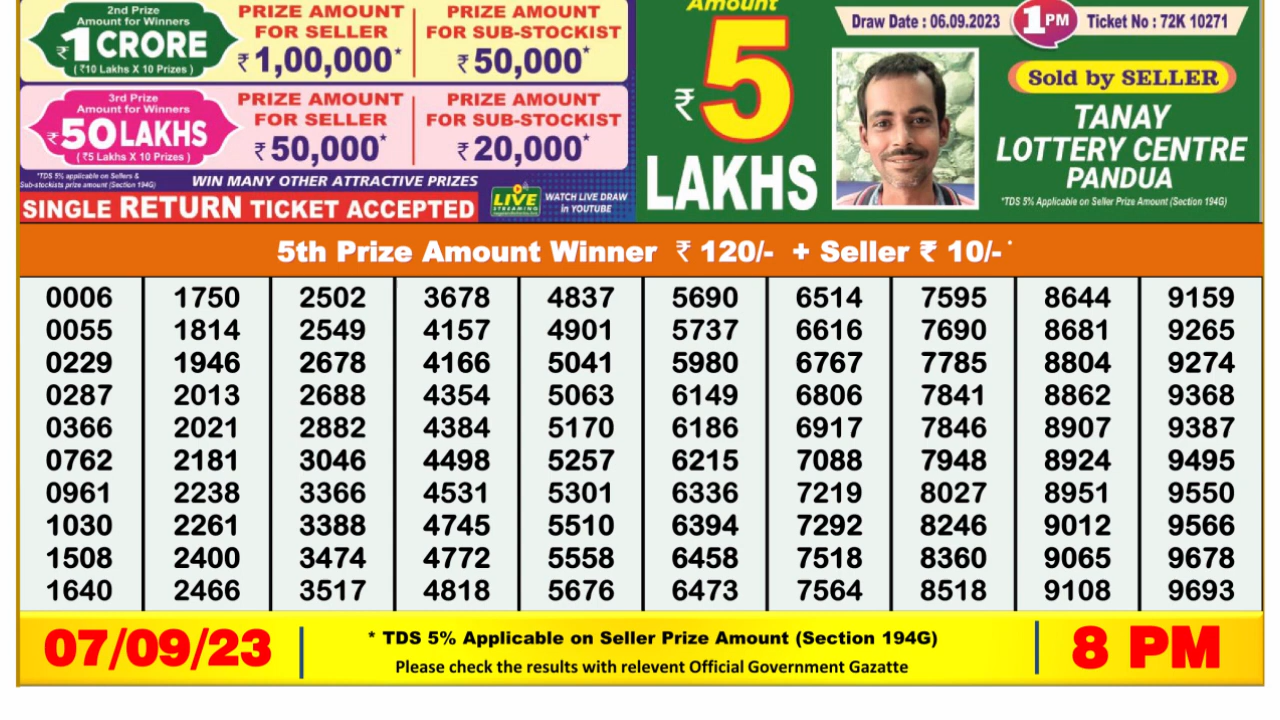 2nd Prize
Amount for Winners
₹1 CRORE
(₹10 Lakhs X 10 Prizes)
PRIZE AMOUNT
FOR SELLER
₹1,00,000*
PRIZE AMOUNT
FOR SUB-STOCKIST
₹50,000*
3rd Prize
Amount for Winners
₹50 LAKHS
(₹5 Lakhs X 10 Prizes)
PRIZE AMOUNT
FOR SELLER
₹50,000*
PRIZE AMOUNT
FOR SUB-STOCKIST
₹20,000*
*TDS 5% applicable on Sellers &
Sub-stockists prize amount (Section 194G)
WIN MANY OTHER ATTRACTIVE PRIZES
SINGLE RETURN TICKET ACCEPTED
LIVE
STREAMING
WATCH LIVE DRAW
in YOUTUBE
Amount
₹5
LAKHS
Draw Date : 06.09.2023
1PM
Ticket No : 72K 10271
Sold by SELLER
TANAY
LOTTERY CENTRE
PANDUA
*TDS 5% Applicable on Seller Prize Amount (Section 194G)
5th Prize Amount Winner ₹ 120/- + Seller ₹ 10/-*
0006 1750 2502 3678 4837 5690 6514 7595 8644 9159
0055 1814 2549 4157 4901 5737 6616 7690 8681 9265
0229 1946 2678 4166 5041 5980 6767 7785 8804 9274
0287 2013 2688 4354 5063 6149 6806 7841 8862 9368
0366 2021 2882 4384 5170 6186 6917 7846 8907 9387
0762 2181 3046 4498 5257 6215 7088 7948 8924 9495
0961 2238 3366 4531 5301 6336 7219 8027 8951 9550
1030 2261 3388 4745 5510 6394 7292 8246 9012 9566
1508 2400 3474 4772 5558 6458 7518 8360 9065 9678
1640 2466 3517 4818 5676 6473 7564 8518 9108 9693
07/09/23
* TDS 5% Applicable on Seller Prize Amount (Section 194G)
Please check the results with relevent Official Government Gazatte
8 PM